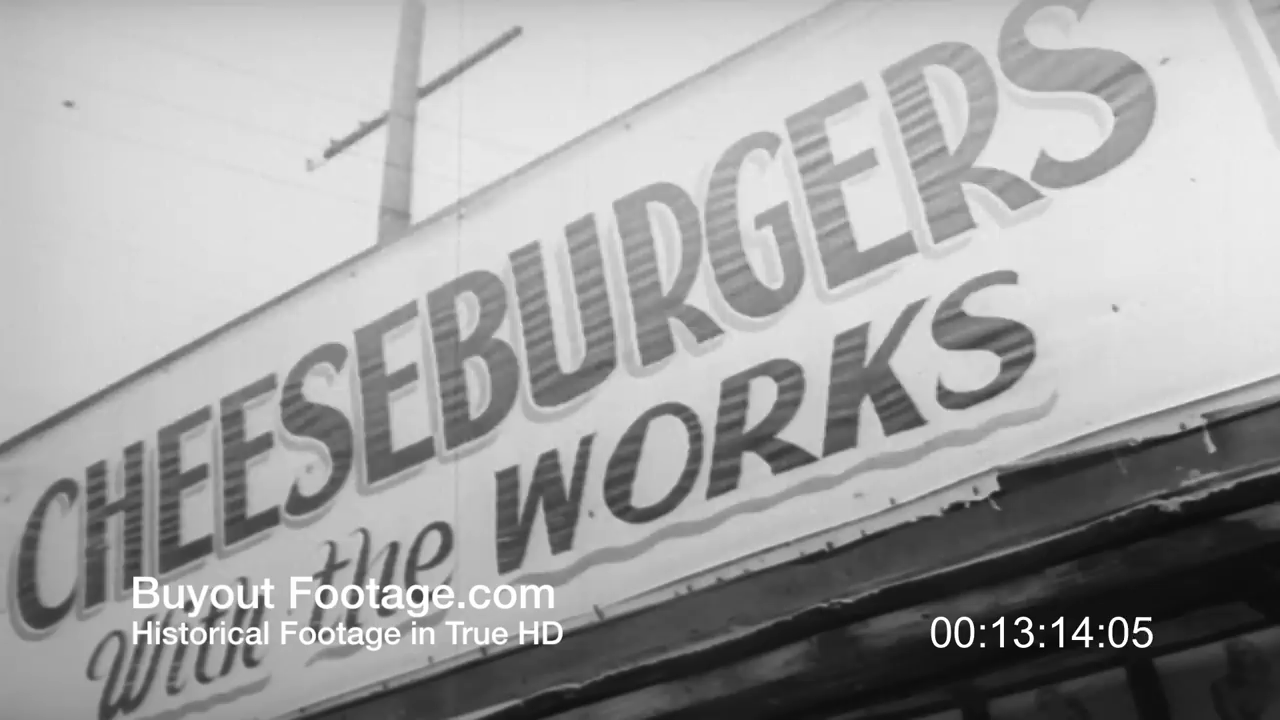 CHEESEBURGERS
with the WORKS
Buyout Footage.com
Historical Footage in True HD
00:13:14:05